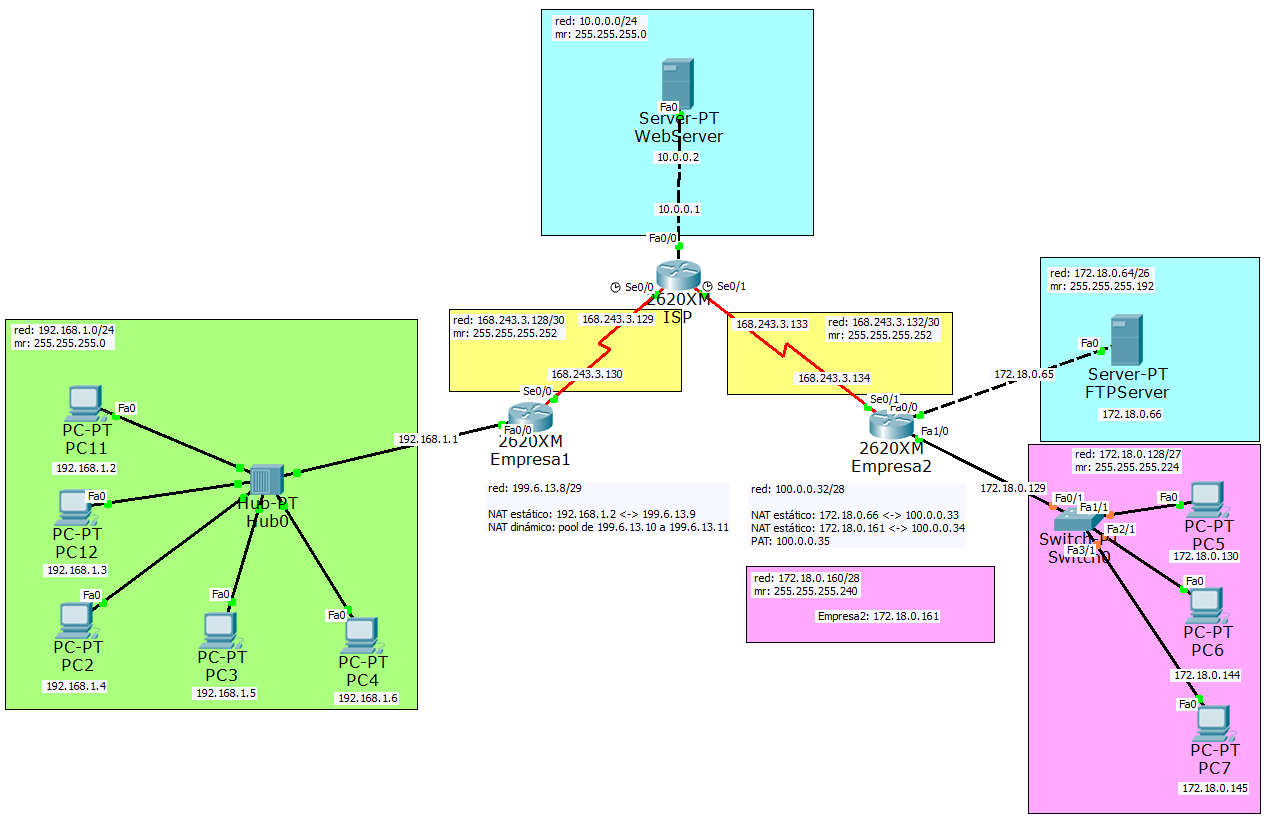 red: 10.0.0.0/24
mr: 255.255.255.0
Fa0
Server-PT
WebServer
10.0.0.2
10.0.0.1
Fa0/0
Se0/0
Se0/1
2620XM
ISP
red: 168.243.3.128/30
mr: 255.255.255.252
168.243.3.129
168.243.3.130
Se0/0
168.243.3.133
red: 168.243.3.132/30
mr: 255.255.255.252
168.243.3.134
Se0/1
red: 172.18.0.64/26
mr: 255.255.255.192
Fa0
172.18.0.65
Server-PT
FTPServer
172.18.0.66
red: 192.168.1.0/24
mr: 255.255.255.0
Fa0
PC-PT
PC11
192.168.1.2
Fa0
PC-PT
PC12
192.168.1.3
Fa0
PC-PT
PC2
192.168.1.4
Fa0
PC-PT
PC3
192.168.1.5
Fa0
PC-PT
PC4
192.168.1.6
Hub-PT
Hub0
192.168.1.1
Fa0/0
2620XM
Empresa1
Fa0/0
Fa1/0
2620XM
Empresa2
red: 199.6.13.8/29
NAT estático: 192.168.1.2 <-> 199.6.13.9
NAT dinámico: pool de 199.6.13.10 a 199.6.13.11
red: 100.0.0.32/28
NAT estático: 172.18.0.66 <-> 100.0.0.33
NAT estático: 172.18.0.161 <-> 100.0.0.34
PAT: 100.0.0.35
red: 172.18.0.160/28
mr: 255.255.255.240
Empresa2: 172.18.0.161
red: 172.18.0.128/27
mr: 255.255.255.224
172.18.0.129
Fa0/1
Fa1/1
Fa2/1
Fa3/1
Switch-PT
Switch0
Fa0
PC-PT
PC5
172.18.0.130
Fa0
PC-PT
PC6
172.18.0.144
Fa0
PC-PT
PC7
172.18.0.145